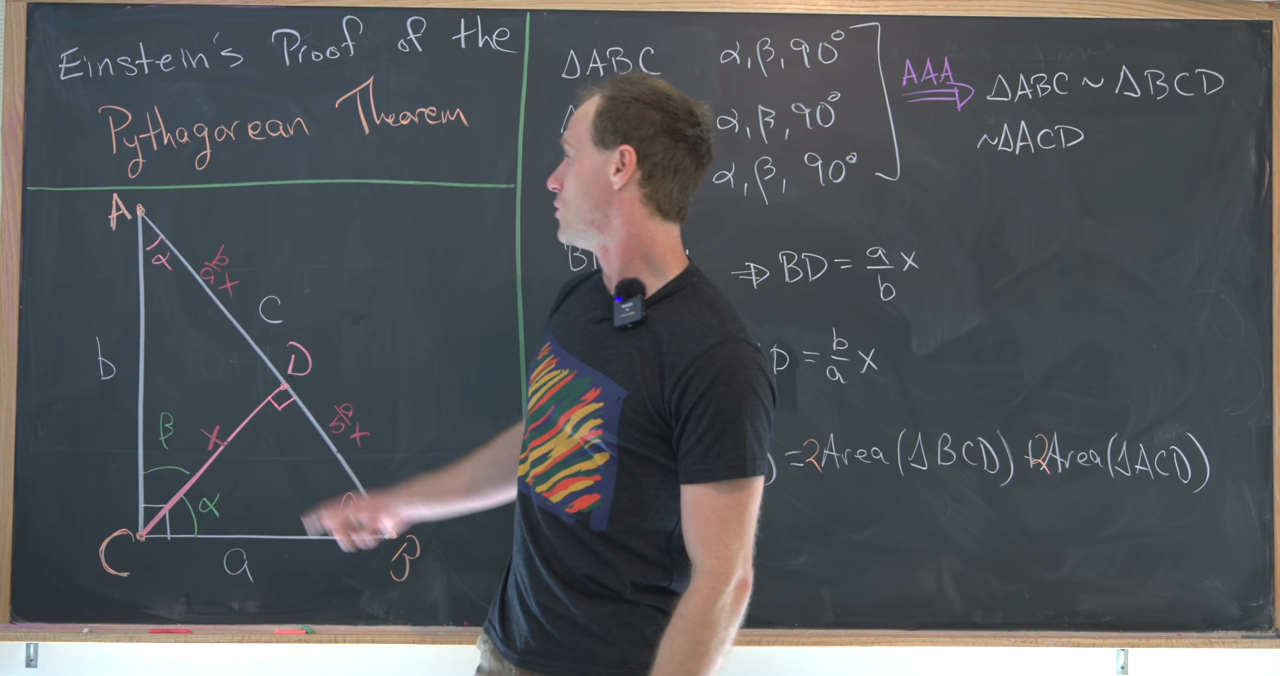 Einstein's Proof of the
Pythagorean Theorem
A
α
b/a x
c
b
D
β
x
a/b x
α
C
a
B
ΔABC α, β, 90°
α, β, 90°
α, β, 90°
AAA
⇒ ΔABC ~ ΔBCD
~ΔACD
⇒ BD = a/b x
D = b/a x
) = 2Area(ΔBCD) + 2Area(ΔACD)